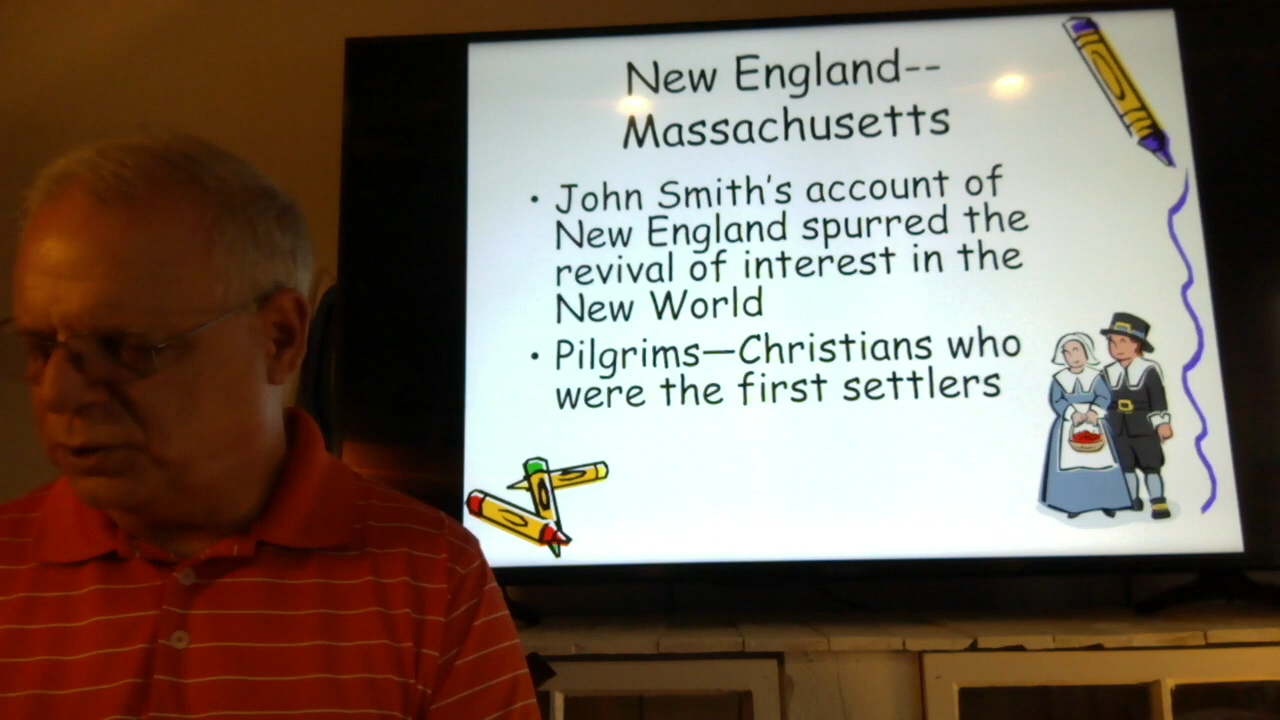 New England--
Massachusetts
• John Smith's account of
New England spurred the
revival of interest in the
New World
• Pilgrims—Christians who
were the first settlers